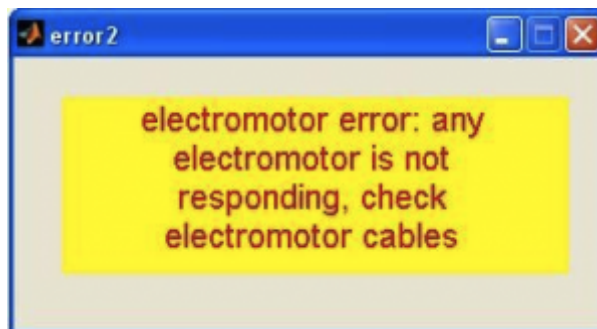 error2
electromotor error: any
electromotor is not
responding, check
electromotor cables